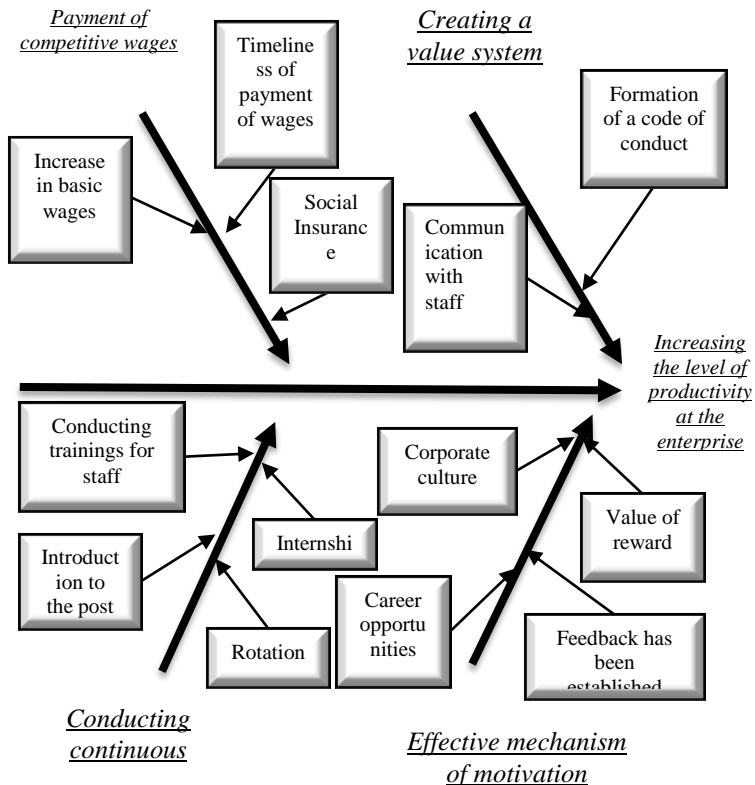 Payment of
competitive wages
Creating a
value system
Timeline
ss of
payment
of wages
Formation
of a code of
conduct
Increase
in basic
wages
Social
Insuranc
e
Commun
ication
with
staff
Increasing
the level of
productivity
at the
enterprise
Conducting
trainings for
staff
Corporate
culture
Internshi
Value of
reward
Introduct
ion to
the post
Career
opportu
nities
Rotation
Feedback has
been
established
Conducting
continuous
Effective mechanism
of motivation